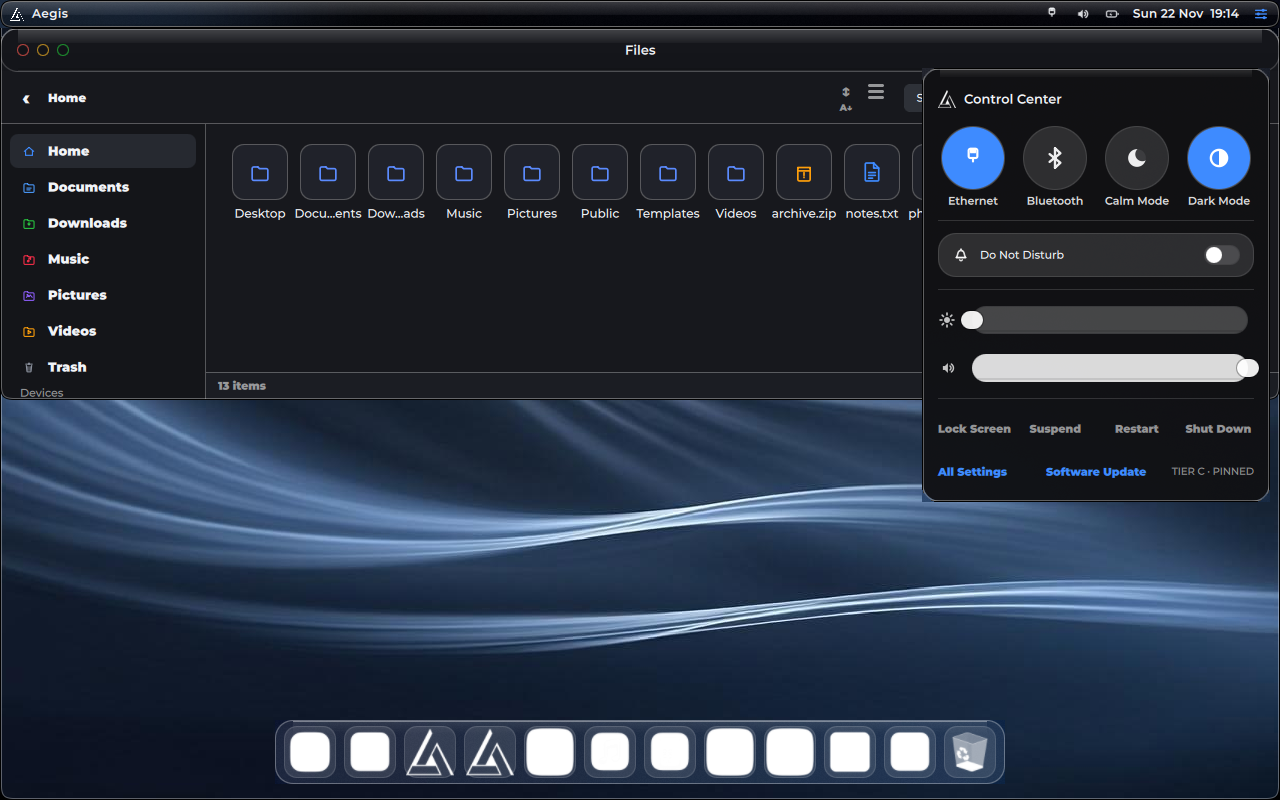 Aegis
Sun 22 Nov 19:14
Files
Home
A+
S
Control Center
Ethernet
Bluetooth
Calm Mode
Dark Mode
Home
Documents
Downloads
Music
Pictures
Videos
Trash
Devices
Desktop
Docu...ents
Dow...ads
Music
Pictures
Public
Templates
Videos
archive.zip
notes.txt
ph
13 items
Do Not Disturb
Lock Screen
Suspend
Restart
Shut Down
All Settings
Software Update
TIER C · PINNED